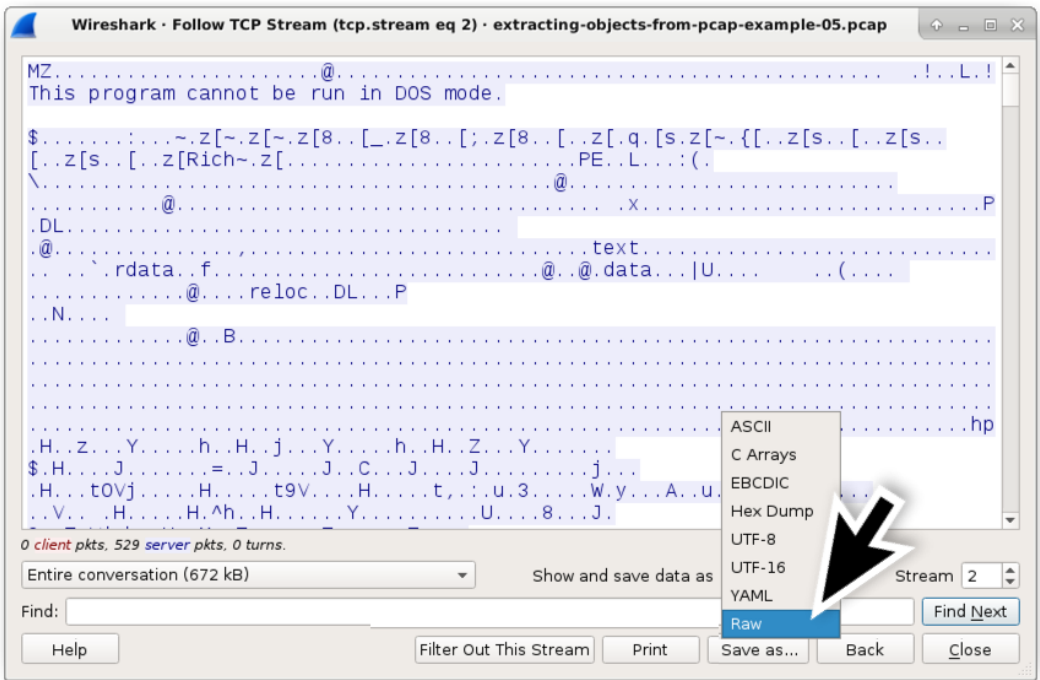 Wireshark · Follow TCP Stream (tcp.stream eq 2) · extracting-objects-from-pcap-example-05.pcap
MZ......................@................................................ .!..L.!
This program cannot be run in DOS mode.
$.......:...~.z[~.z[~.z[8..[_.z[8..[;.z[8..[..z[.q.[s.z[~.{[..z[s..[..z[s..
[..z[s..[..z[Rich~.z[........................PE..L...:(.
\..........................................@...........................
...........@......................................x.............................P
.DL......................................
.@...............,.............................text.............................
.. ..`.rdata..f...........................@..@.data...|U.... ..(....
.............@....reloc..DL...P
..N....
.............@..B...............................................................
................................................................................
................................................................................
................................................................................
hp
.H..z...Y.....h..H.j...Y.....h..H..Z...Y.......
$.H....J.......=..J.....J..C...J....J.........j...
.H...tOVj.....H.....t9V....H.....t,.:.u.3.....W.y...A..u.
..V.. .H.....H.^h..H......Y..........U....8...J.
0 client pkts, 529 server pkts, 0 turns.
Entire conversation (672 kB)
Show and save data as
Stream 2
ASCII
C Arrays
EBCDIC
Hex Dump
UTF-8
UTF-16
YAML
Raw
Find:
Find Next
Help
Filter Out This Stream
Print
Save as...
Back
Close